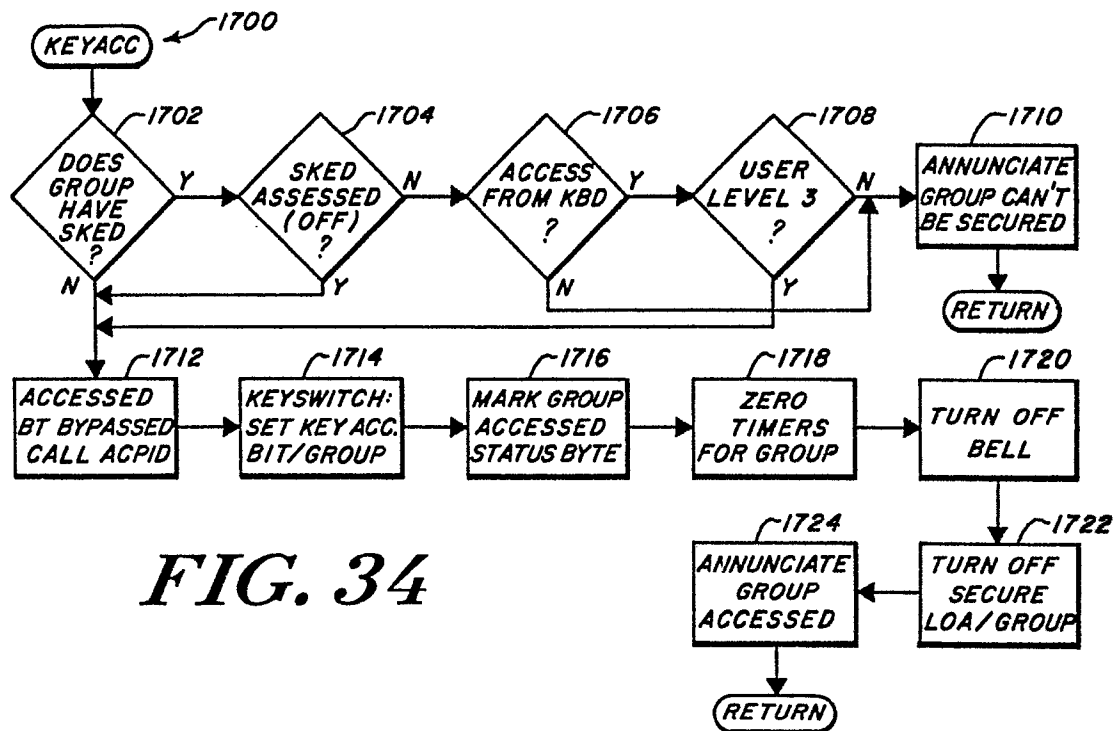 KEYACC
1700
1702
DOES
GROUP
HAVE
SKED
?
Y
N
1704
SKED
ASSESSED
(OFF)
?
N
Y
1706
ACCESS
FROM KBD
?
Y
N
1708
USER
LEVEL 3
?
N
Y
1710
ANNUNCIATE
GROUP CAN'T
BE SECURED
RETURN
1712
ACCESSED
BT BYPASSED
CALL ACPID
1714
KEYSWITCH:
SET KEY ACC.
BIT/GROUP
1716
MARK GROUP
ACCESSED
STATUS BYTE
1718
ZERO
TIMERS
FOR GROUP
1720
TURN OFF
BELL
1722
TURN OFF
SECURE
LOA/GROUP
1724
ANNUNCIATE
GROUP
ACCESSED
RETURN
FIG. 34